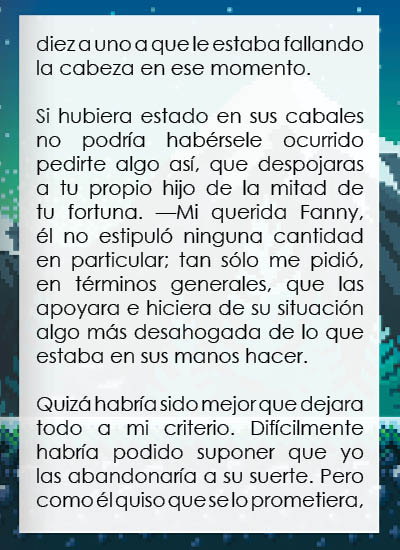 diez a uno a que le estaba fallando
la cabeza en ese momento.
Si hubiera estado en sus cabales
no podría habérsele ocurrido
pedirte algo así, que despojaras
a tu propio hijo de la mitad de
tu fortuna. —Mi querida Fanny,
él no estipuló ninguna cantidad
en particular; tan sólo me pidió,
en términos generales, que las
apoyara e hiciera de su situación
algo más desahogada de lo que
estaba en sus manos hacer.
Quizá habría sido mejor que dejara
todo a mi criterio. Difícilmente
habría podido suponer que yo
las abandonaría a su suerte. Pero
como él quiso que se lo prometiera,